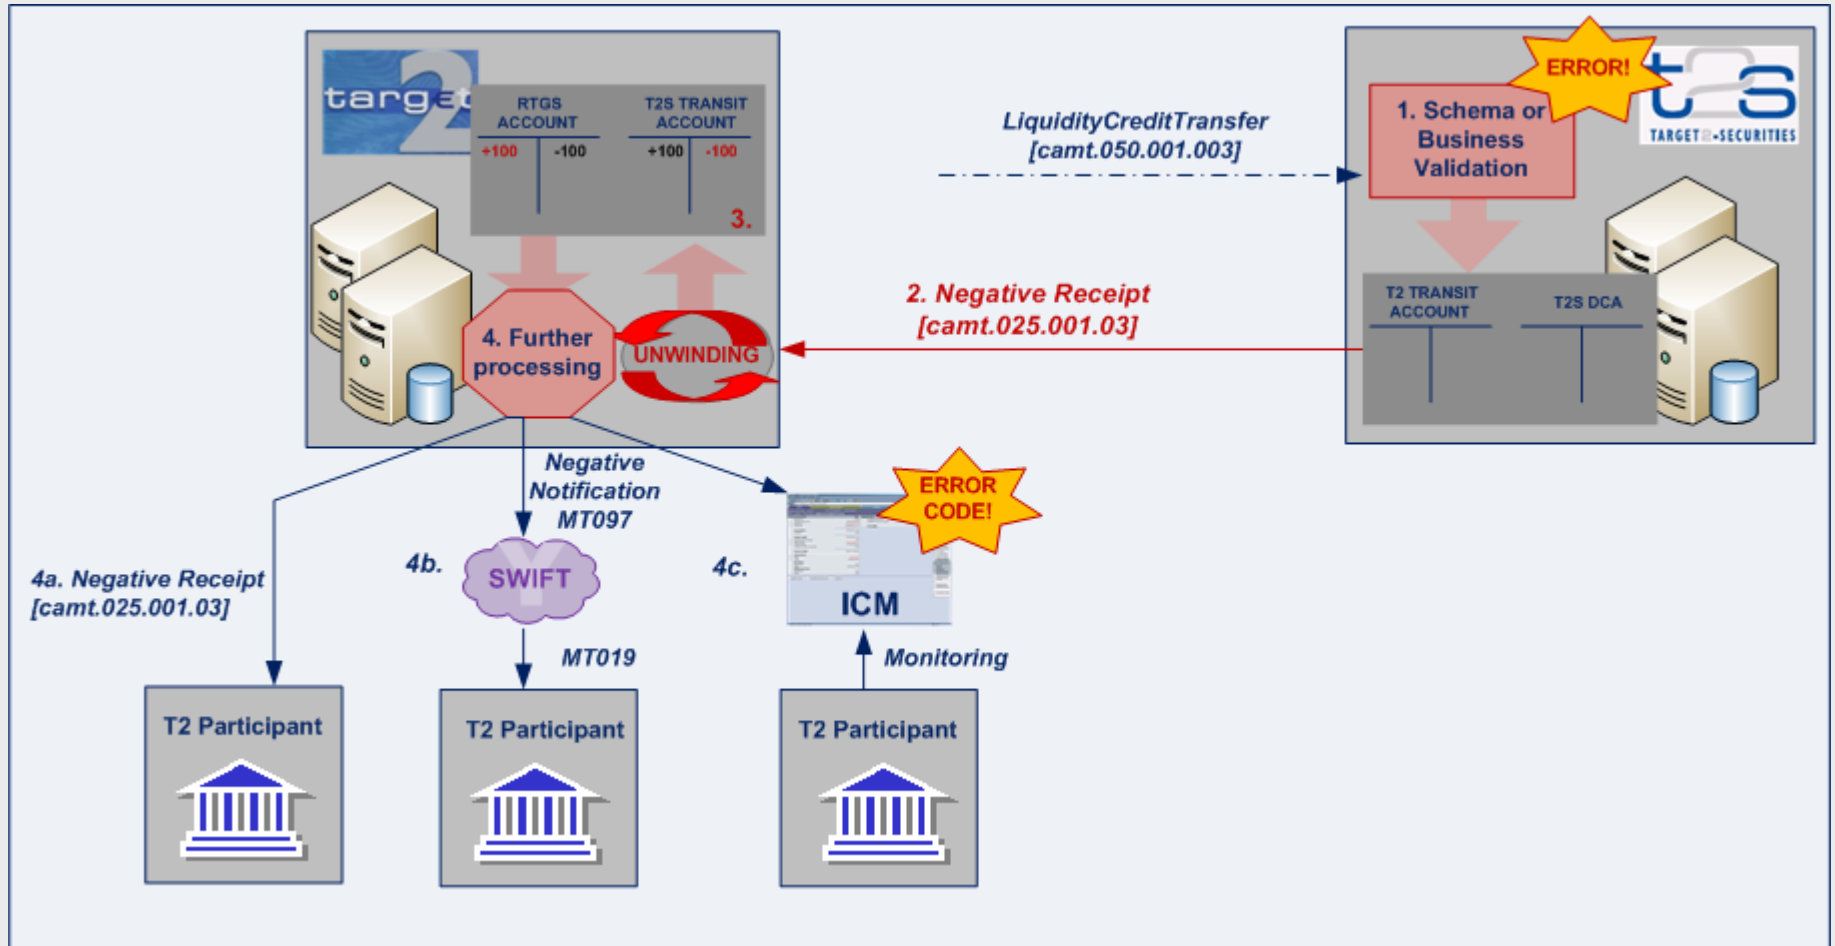 target
2
RTGS
ACCOUNT
T2S TRANSIT
ACCOUNT
+100
-100
+100
-100
3.
4. Further
processing
UNWINDING
LiquidityCreditTransfer
[camt.050.001.003]
2. Negative Receipt
[camt.025.001.03]
ERROR!
t2s
TARGET2-SECURITIES
1. Schema or
Business
Validation
T2 TRANSIT
ACCOUNT
T2S DCA
4a. Negative Receipt
[camt.025.001.03]
Negative
Notification
MT097
4b.
SWIFT
MT019
4c.
ERROR
CODE!
ICM
Monitoring
T2 Participant
T2 Participant
T2 Participant